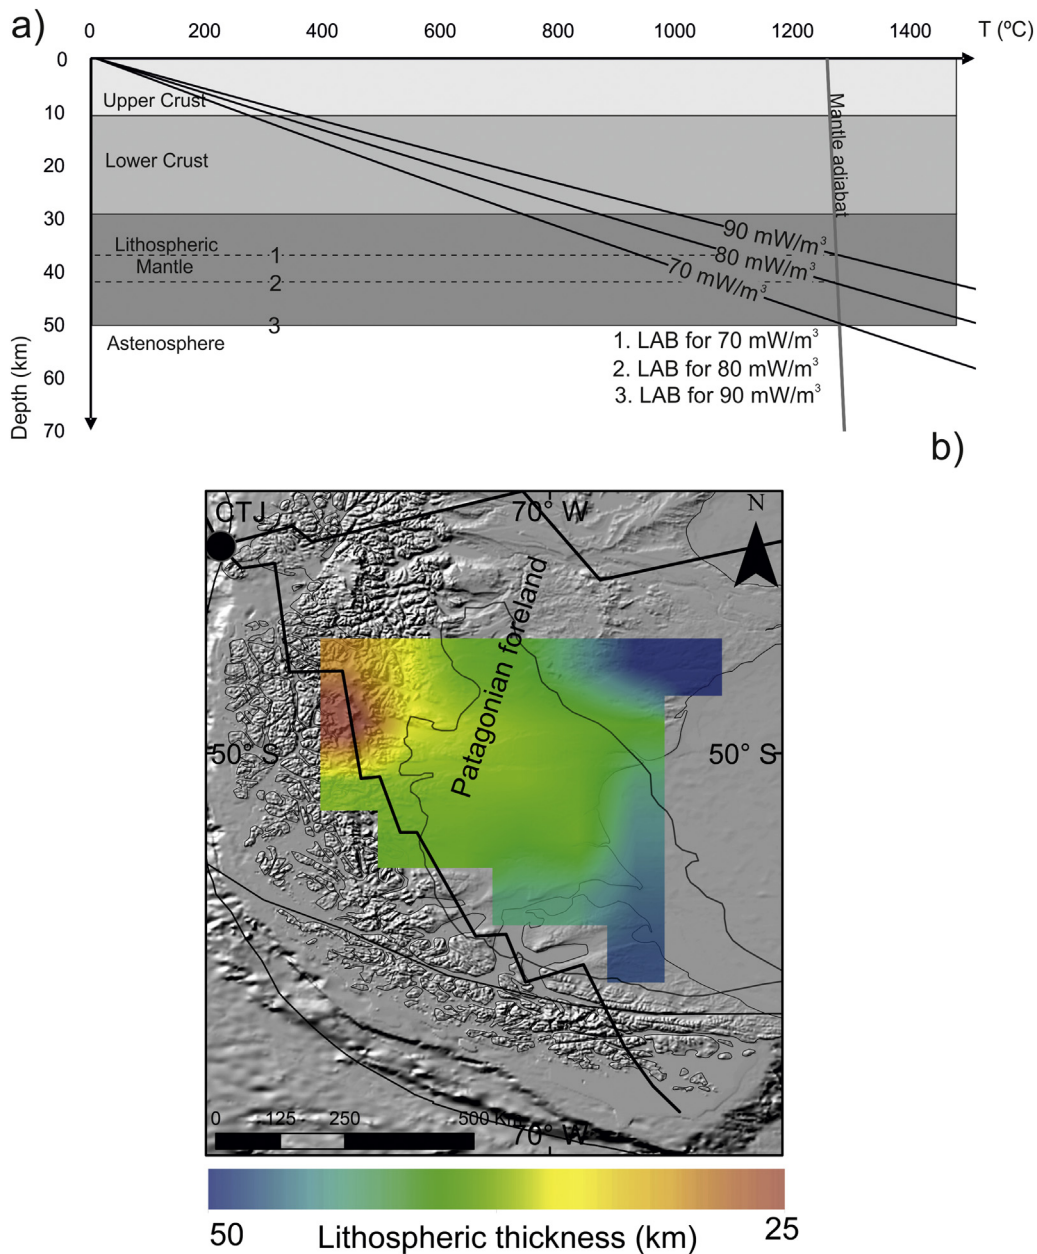 a)
0 200 400 600 800 1000 1200 1400 T (ºC)
0
10
20
30
40
50
60
70
Depth (km)
Upper Crust
Lower Crust
Lithospheric
Mantle
Astenosphere
1
2
3
Mantle adiabat
90 mW/m³
80 mW/m³
70 mW/m³
1. LAB for 70 mW/m³
2. LAB for 80 mW/m³
3. LAB for 90 mW/m³
b)
CTJ
70° W
N
Patagonian foreland
50° S
50° S
0 125 250 500 Km
70° W
50
25
Lithospheric thickness (km)